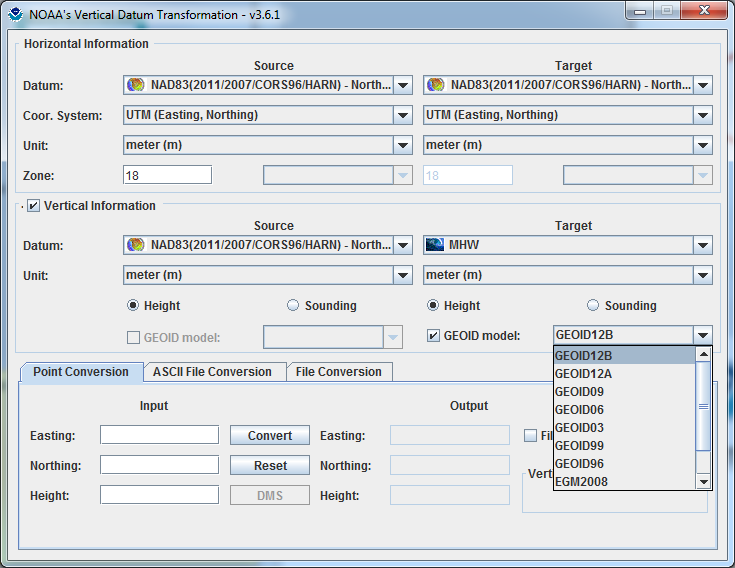 NOAA's Vertical Datum Transformation - v3.6.1
Horizontal Information
Source Target
Datum: NAD83(2011/2007/CORS96/HARN) - North... NAD83(2011/2007/CORS96/HARN) - North...
Coor. System: UTM (Easting, Northing) UTM (Easting, Northing)
Unit: meter (m) meter (m)
Zone: 18 18
Vertical Information
Source Target
Datum: NAD83(2011/2007/CORS96/HARN) - North... MHW
Unit: meter (m) meter (m)
Height Sounding Height Sounding
GEOID model: GEOID model: GEOID12B
GEOID12B
GEOID12A
GEOID09
GEOID06
GEOID03
GEOID99
GEOID96
EGM2008
Point Conversion ASCII File Conversion File Conversion
Input Output
Easting: Convert Easting: Fil
Northing: Reset Northing: Vert
Height: DMS Height: